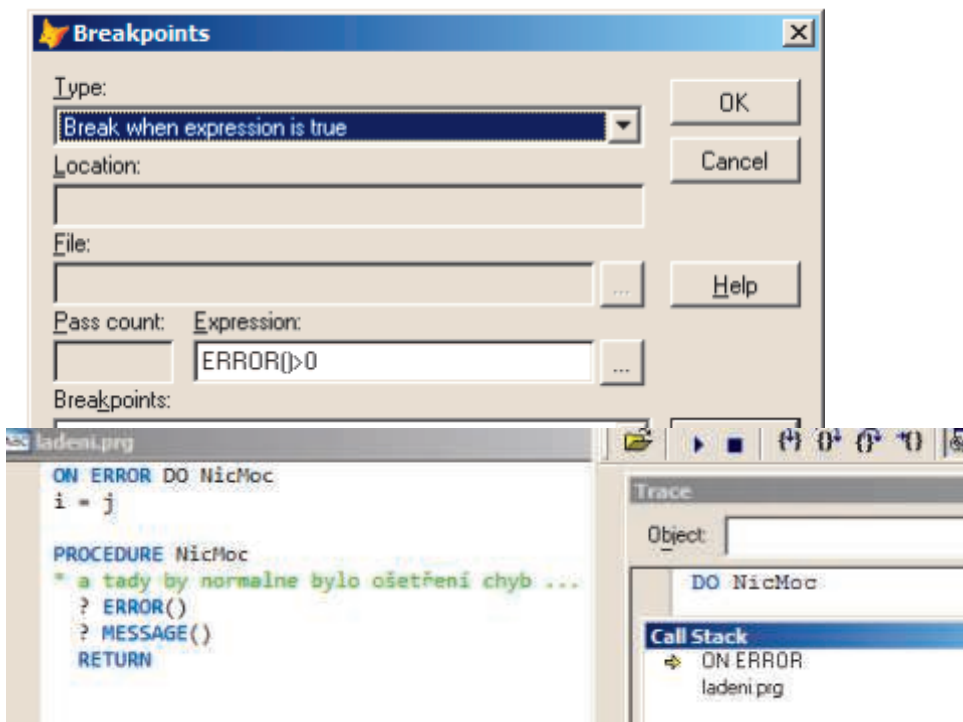 Breakpoints
Type:
OK
Break when expression is true
Location:
Cancel
File:
...
Help
Pass count:
Expression:
ERROR()>0
...
Breakpoints:
ladeni.prg
ON ERROR DO NicMoc
i = j
PROCEDURE NicMoc
* a tady by normalne bylo ošetření chyb ...
? ERROR()
? MESSAGE()
RETURN
Trace
Object:
DO NicMoc
Call Stack
ON ERROR
ladeni.prg